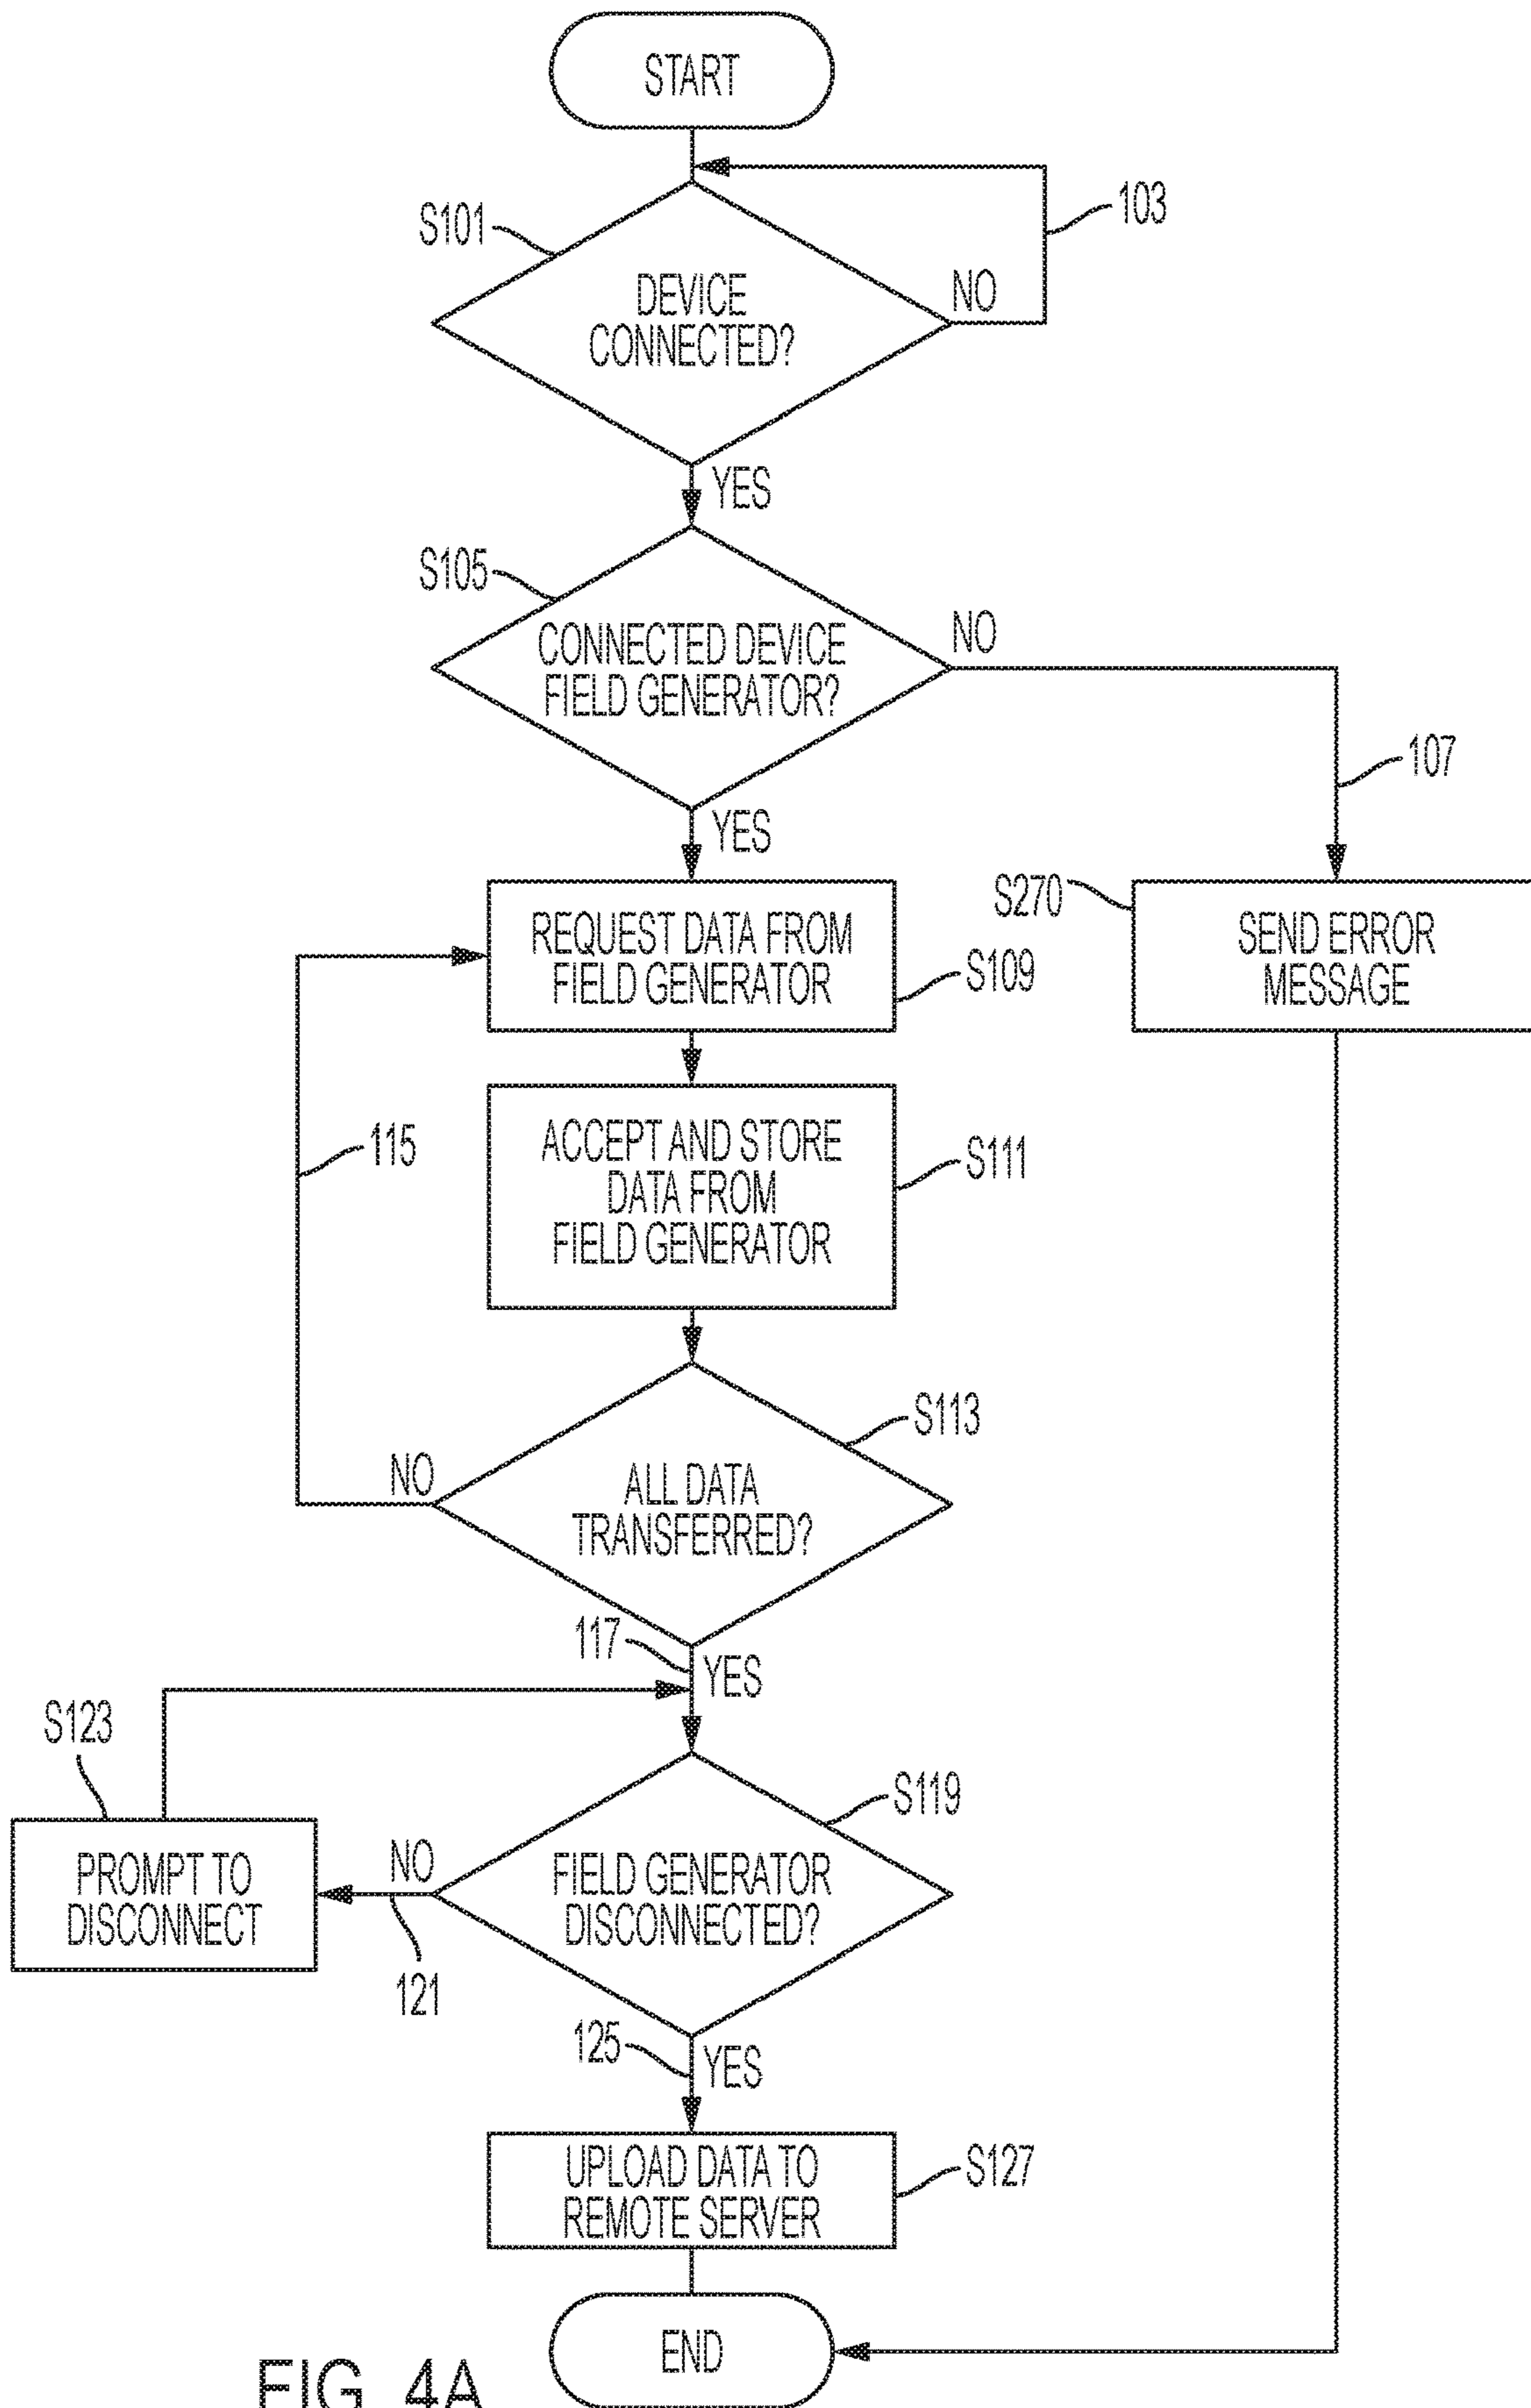 START
103
S101
DEVICE
CONNECTED?
NO
YES
S105
CONNECTED DEVICE
FIELD GENERATOR?
NO
107
YES
S270
REQUEST DATA FROM
FIELD GENERATOR
S109
SEND ERROR
MESSAGE
115
ACCEPT AND STORE
DATA FROM
FIELD GENERATOR
S111
S113
NO
ALL DATA
TRANSFERRED?
117
YES
S123
S119
PROMPT TO
DISCONNECT
NO
FIELD GENERATOR
DISCONNECTED?
121
125
YES
UPLOAD DATA TO
REMOTE SERVER
S127
END
FIG. 4A